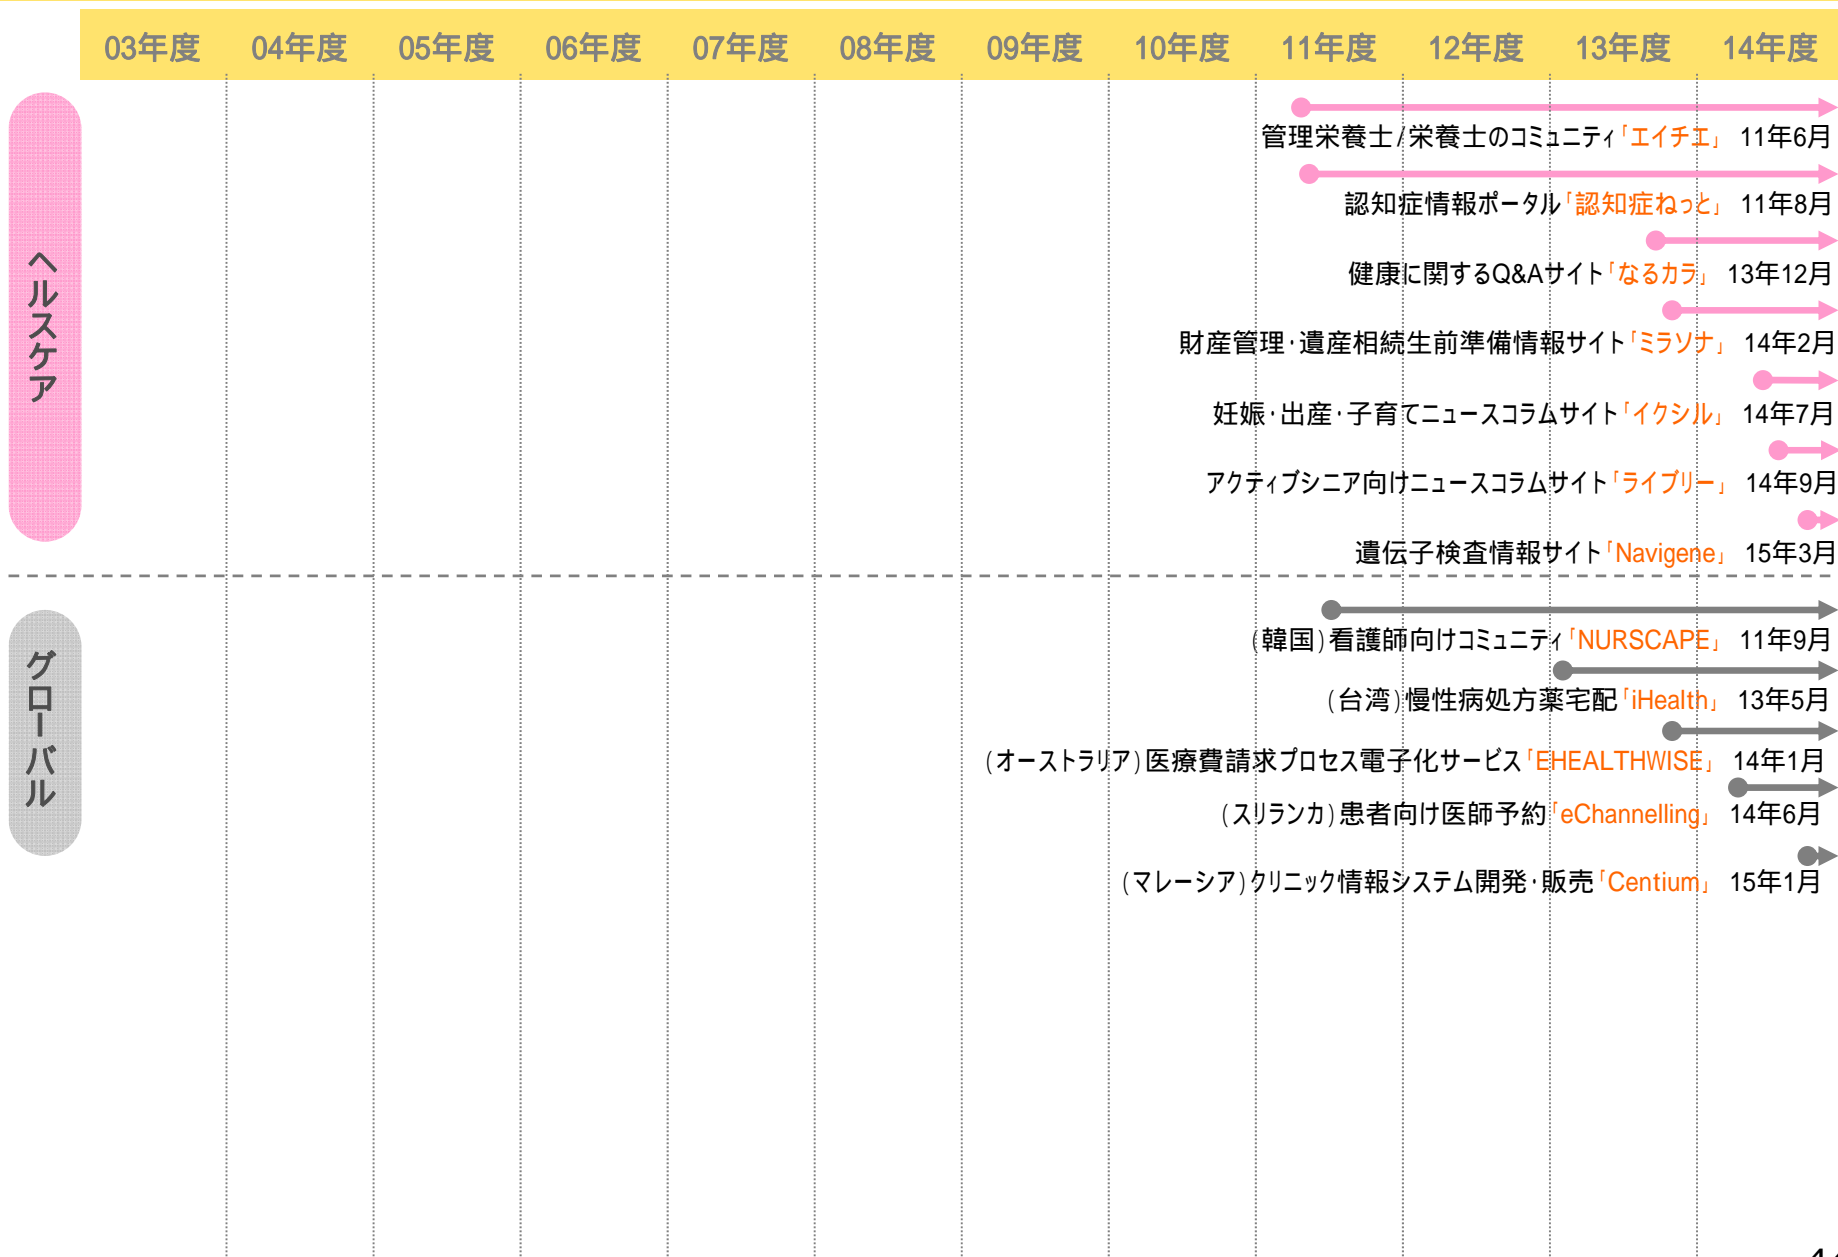 03年度 04年度 05年度 06年度 07年度 08年度 09年度 10年度 11年度 12年度 13年度 14年度
ヘルスケア
管理栄養士/栄養士のコミュニティ「エイチエ」 11年6月
認知症情報ポータル「認知症ねっと」 11年8月
健康に関するQ&Aサイト「なるカラ」 13年12月
財産管理・遺産相続生前準備情報サイト「ミラソナ」 14年2月
妊娠・出産・子育てニュースコラムサイト「イクシル」 14年7月
アクティブシニア向けニュースコラムサイト「ライブリー」 14年9月
遺伝子検査情報サイト「Navigene」 15年3月
グローバル
(韓国)看護師向けコミュニティ「NURSCAPE」 11年9月
(台湾)慢性病処方薬宅配「iHealth」 13年5月
(オーストラリア)医療費請求プロセス電子化サービス「EHEALTHWISE」 14年1月
(スリランカ)患者向け医師予約「eChannelling」 14年6月
(マレーシア)クリニック情報システム開発・販売「Centium」 15年1月